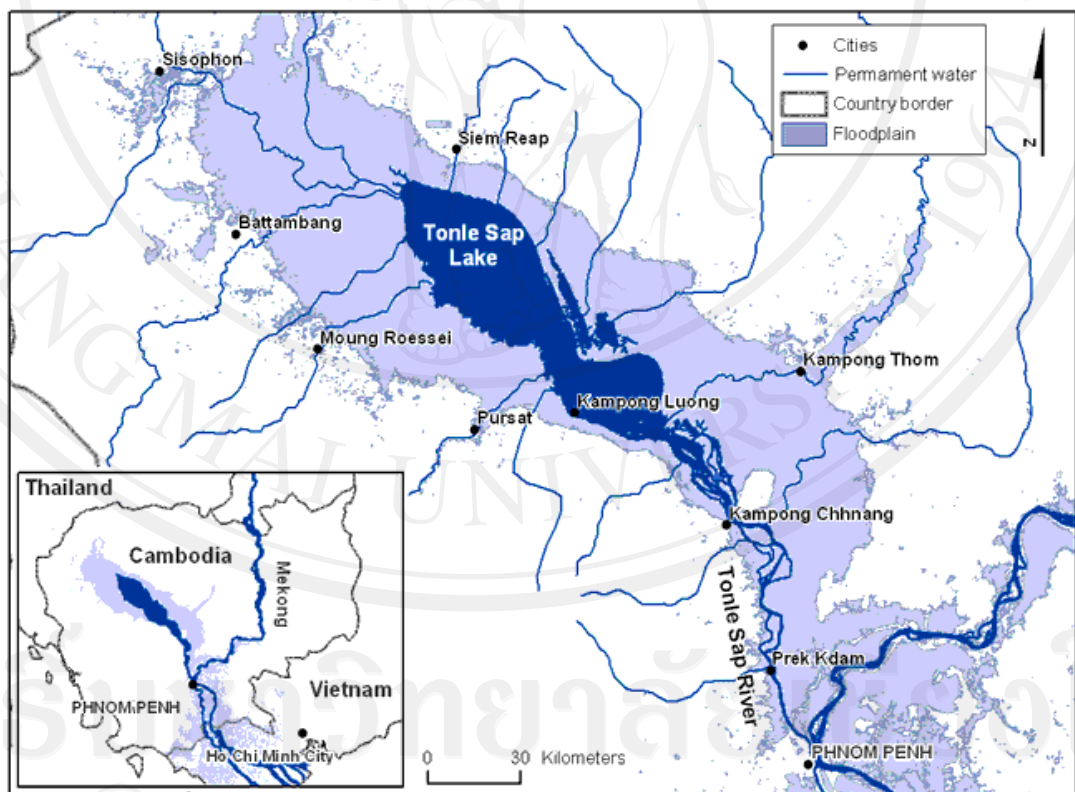 Sisophon
Siem Reap
Battambang
Tonle Sap
Lake
Moung Roessei
Kampong Thom
Kampong Luong
Pursat
Kampong Chhnang
Tonle Sap River
Prek Kdam
PHNOM PENH
Cities
Permament water
Country border
Floodplain
N
Thailand
Cambodia
Mekong
Vietnam
PHNOM PENH
Ho Chi Minh City
0 30 Kilometers
1964